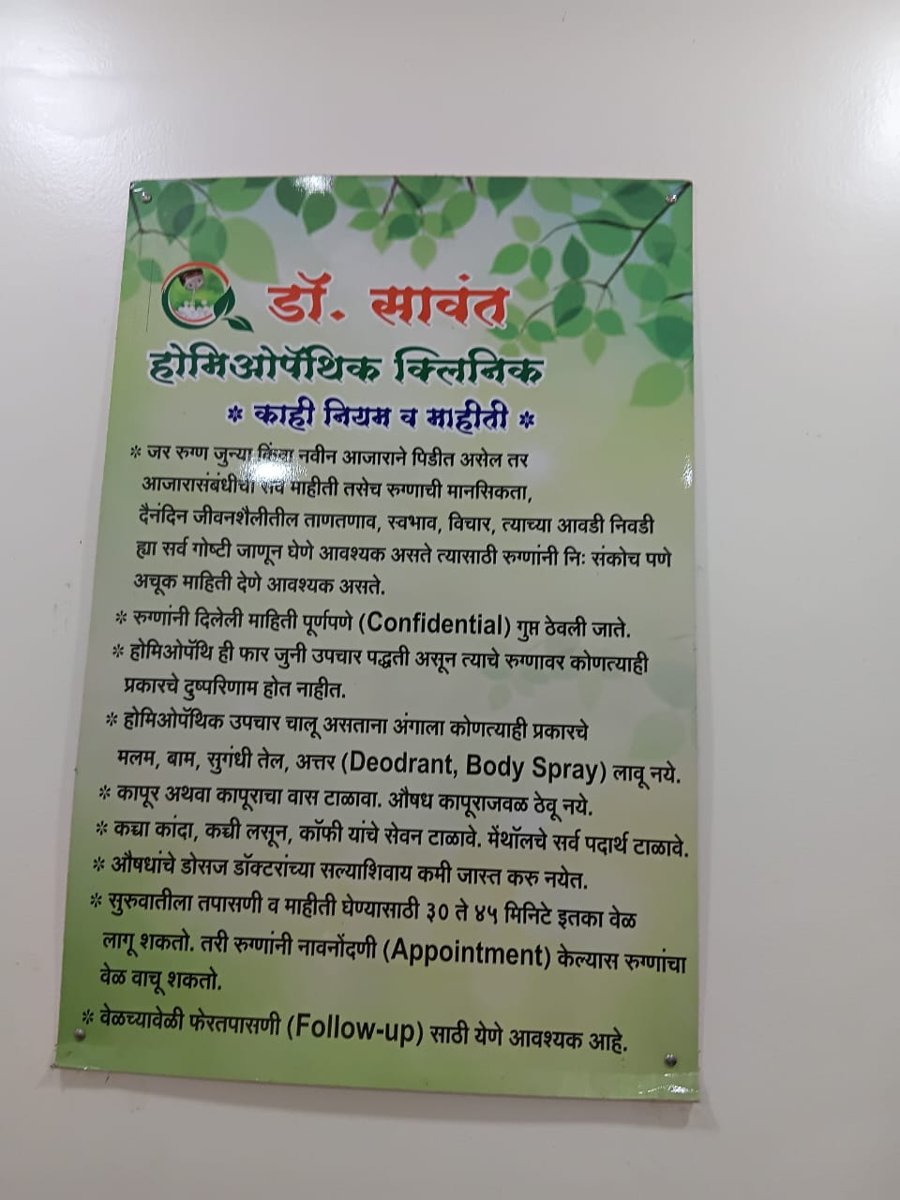 डॉ. सावंत
होमिओपॅथिक क्लिनिक
* काही नियम व माहीती *
* जर रुग्ण जुन्या किंवा नवीन आजाराने पिडीत असेल तर
आजारासंबंधीची सर्व माहीती तसेच रुग्णाची मानसिकता,
दैनंदिन जीवनशैलीतील ताणतणाव, स्वभाव, विचार, त्याच्या आवडी निवडी
ह्या सर्व गोष्टी जाणून घेणे आवश्यक असते त्यासाठी रुग्णांनी निः संकोच पणे
अचूक माहिती देणे आवश्यक असते.
* रुग्णांनी दिलेली माहिती पूर्णपणे (Confidential) गुप्त ठेवली जाते.
* होमिओपॅथि ही फार जुनी उपचार पद्धती असून त्याचे रुग्णावर कोणत्याही
प्रकारचे दुष्परिणाम होत नाहीत.
* होमिओपॅथिक उपचार चालू असताना अंगाला कोणत्याही प्रकारचे
मलम, बाम, सुगंधी तेल, अत्तर (Deodrant, Body Spray) लावू नये.
* कापूर अथवा कापूराचा वास टाळावा. औषध कापूराजवळ ठेवू नये.
* कच्चा कांदा, कच्ची लसून, कॉफी यांचे सेवन टाळावे. मेंथॉलचे सर्व पदार्थ टाळावे.
* औषधांचे डोसज डॉक्टरांच्या सल्याशिवाय कमी जास्त करु नयेत.
* सुरुवातीला तपासणी व माहीती घेण्यासाठी ३० ते ४५ मिनिटे इतका वेळ
लागू शकतो. तरी रुग्णांनी नावनोंदणी (Appointment) केल्यास रुग्णांचा
वेळ वाचू शकतो.
* वेळच्यावेळी फेरतपासणी (Follow-up) साठी येणे आवश्यक आहे.